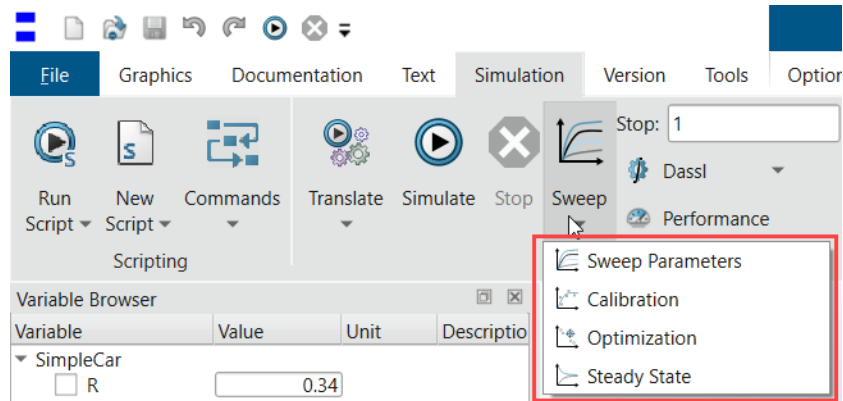 File Graphics Documentation Text Simulation Version Tools Option
Stop: 1
Dassl
Run Script New Script Commands Translate Simulate Stop Sweep
Performance
Scripting
Sweep Parameters
Calibration
Optimization
Steady State
Variable Browser
Variable Value Unit Descriptio
SimpleCar
R 0.34